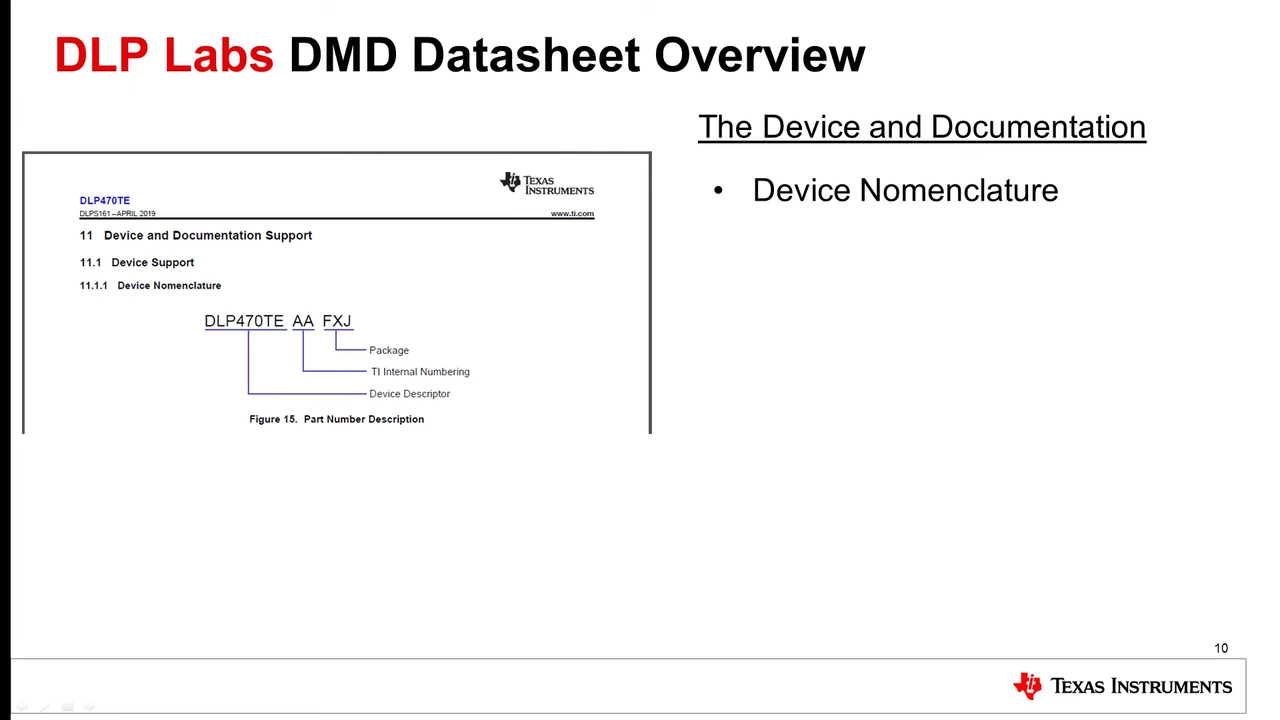 DLP Labs DMD Datasheet Overview
The Device and Documentation
• Device Nomenclature
TEXAS INSTRUMENTS
DLP470TE
DLPS161 –APRIL 2019
www.ti.com
11 Device and Documentation Support
11.1 Device Support
11.1.1 Device Nomenclature
DLP470TE AA FXJ
Package
TI Internal Numbering
Device Descriptor
Figure 15. Part Number Description
10
TEXAS INSTRUMENTS